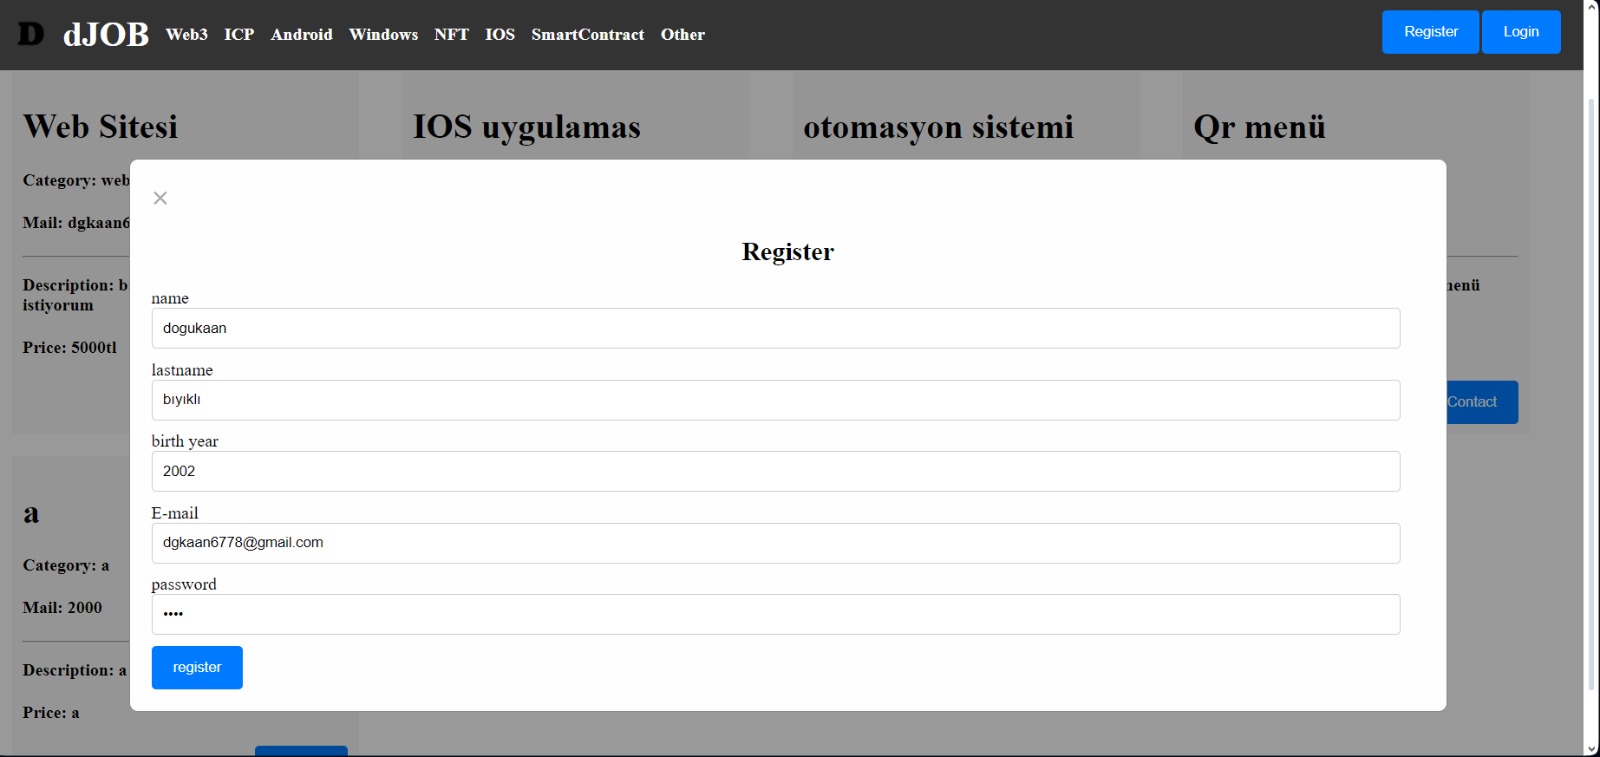 D dJOB Web3 ICP Android Windows NFT IOS SmartContract Other Register Login
Web Sitesi
IOS uygulamas
otomasyon sistemi
Qr menü
Category: web
Mail: dgkaan6
Description: b
istiyorum
Price: 5000tl
menü
Contact
×
Register
name
dogukaan
lastname
bıyıklı
birth year
2002
E-mail
dgkaan6778@gmail.com
password
••••
register
a
Category: a
Mail: 2000
Description: a
Price: a